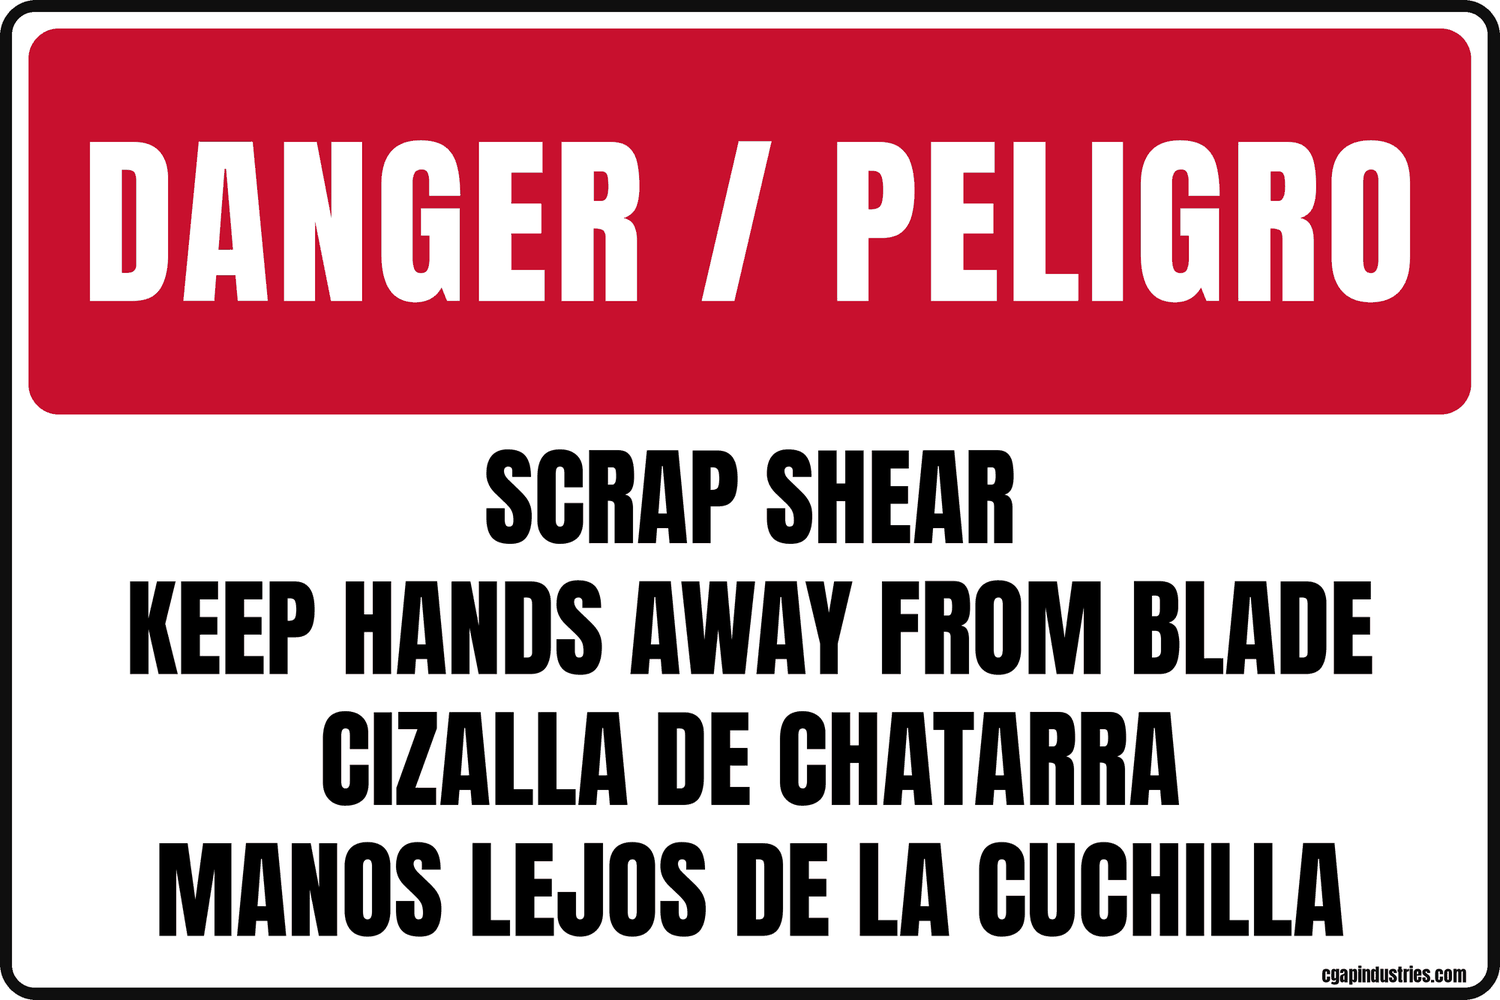 DANGER / PELIGRO
SCRAP SHEAR
KEEP HANDS AWAY FROM BLADE
CIZALLA DE CHATARRA
MANOS LEJOS DE LA CUCHILLA
cgapindustries.com